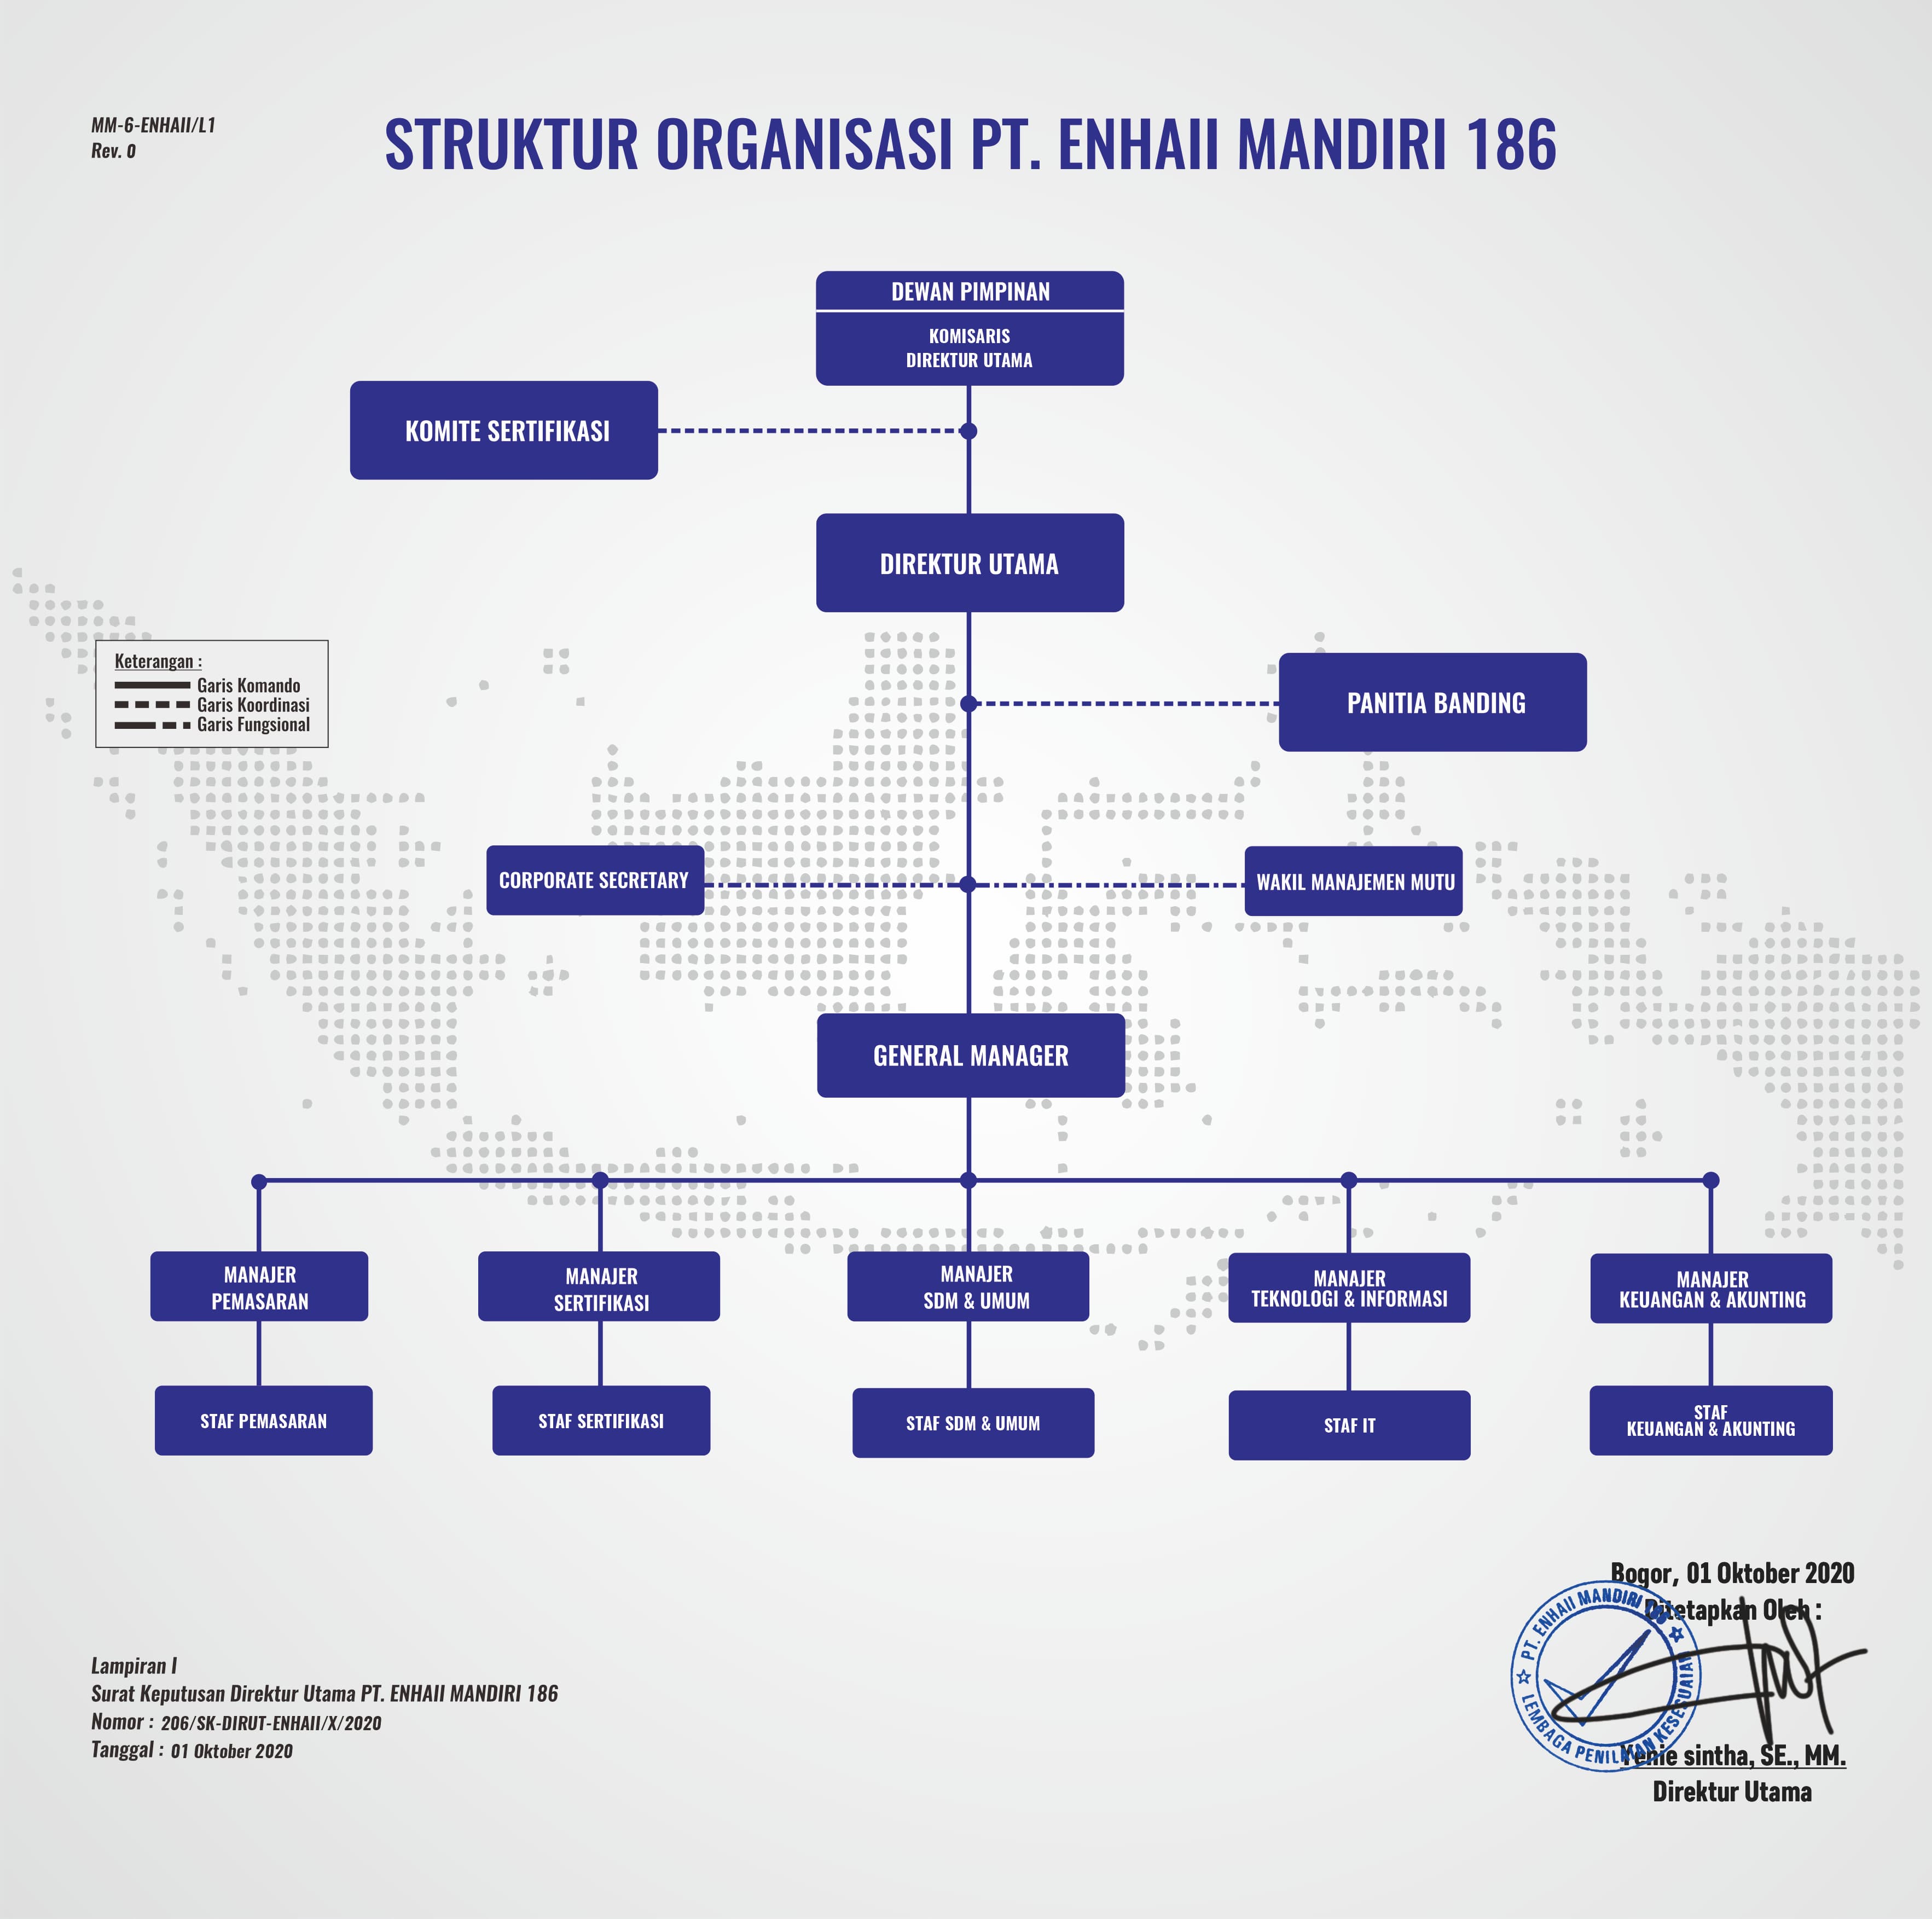 MM-6-ENHAII/L1
Rev. 0
STRUKTUR ORGANISASI PT. ENHAII MANDIRI 186
DEWAN PIMPINAN
KOMISARIS
DIREKTUR UTAMA
KOMITE SERTIFIKASI
DIREKTUR UTAMA
Keterangan :
Garis Komando
Garis Koordinasi
Garis Fungsional
PANITIA BANDING
CORPORATE SECRETARY
WAKIL MANAJEMEN MUTU
GENERAL MANAGER
MANAJER
PEMASARAN
MANAJER
SERTIFIKASI
MANAJER
SDM & UMUM
MANAJER
TEKNOLOGI & INFORMASI
MANAJER
KEUANGAN & AKUNTING
STAF PEMASARAN
STAF SERTIFIKASI
STAF SDM & UMUM
STAF IT
STAF
KEUANGAN & AKUNTING
Bogor, 01 Oktober 2020
Ditetapkan Oleh :
PT. ENHAII MANDIRI 186
LEMBAGA PENILAIAN KESESUAIAN
Yenie sintha, SE., MM.
Direktur Utama
Lampiran I
Surat Keputusan Direktur Utama PT. ENHAII MANDIRI 186
Nomor : 206/SK-DIRUT-ENHAII/X/2020
Tanggal : 01 Oktober 2020